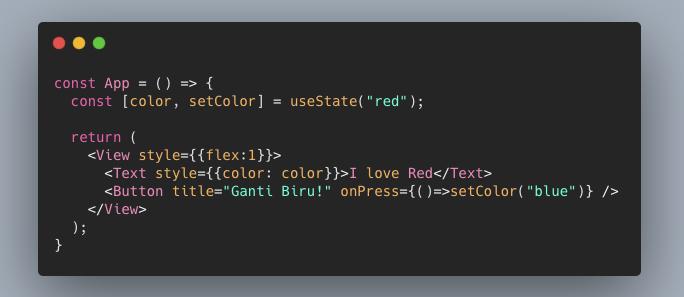 const App = () => {
  const [color, setColor] = useState("red");

  return (
    <View style={{flex:1}}>
      <Text style={{color: color}}>I love Red</Text>
      <Button title="Ganti Biru!" onPress={()=>setColor("blue")} />
    </View>
  );
}